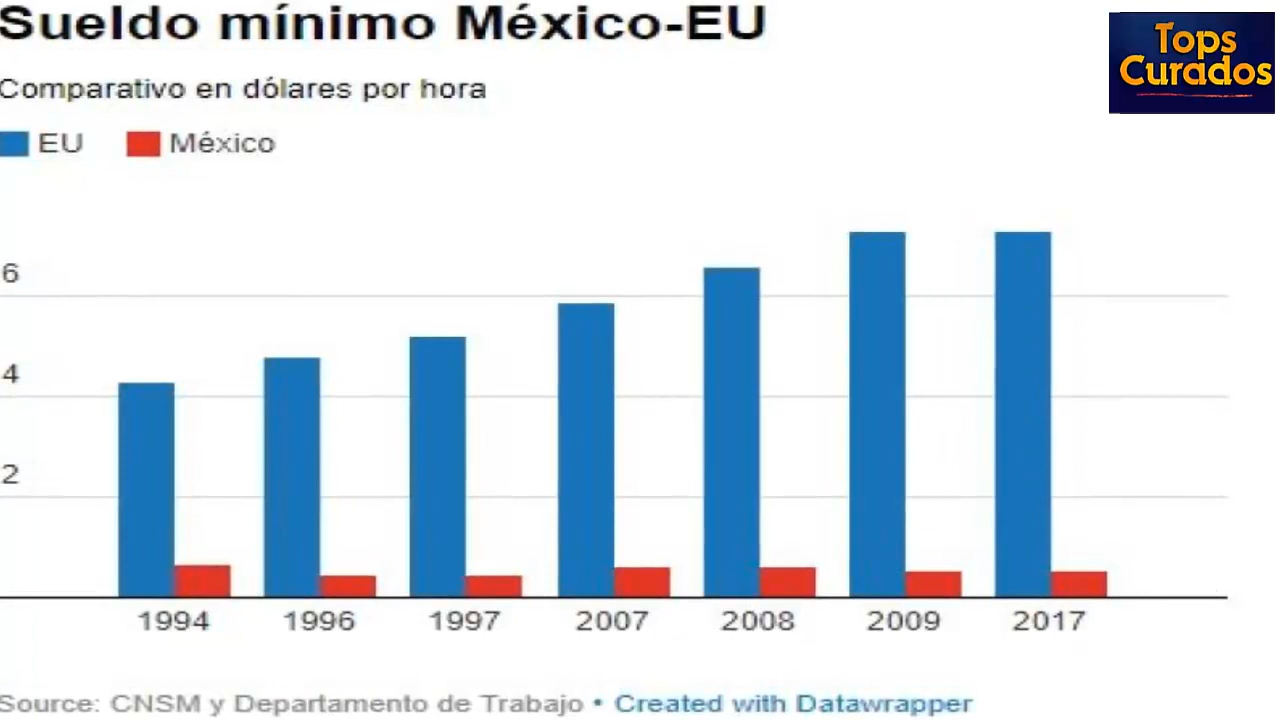 Sueldo mínimo México-EU
Tops
Curados
Comparativo en dólares por hora
EU México
6
4
2
1994 1996 1997 2007 2008 2009 2017
Source: CNSM y Departamento de Trabajo • Created with Datawrapper